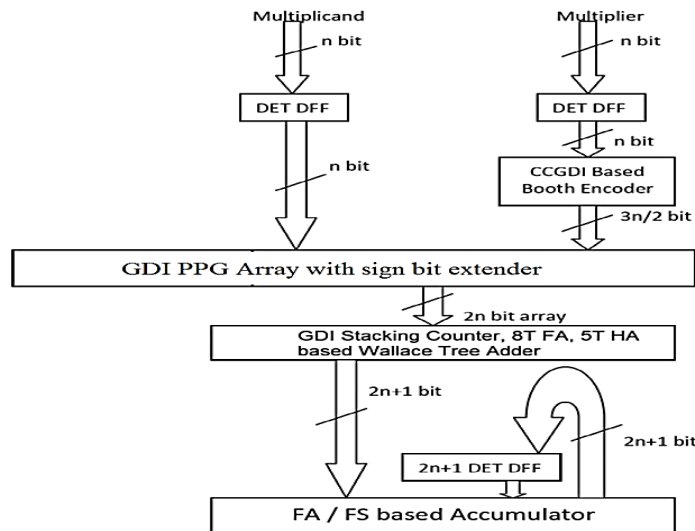 Multiplicand
Multiplier
n bit
n bit
DET DFF
DET DFF
n bit
n bit
CCGDI Based
Booth Encoder
3n/2 bit
GDI PPG Array with sign bit extender
2n bit array
GDI Stacking Counter, 8T FA, 5T HA
based Wallace Tree Adder
2n+1 bit
2n+1 bit
2n+1 DET DFF
FA / FS based Accumulator